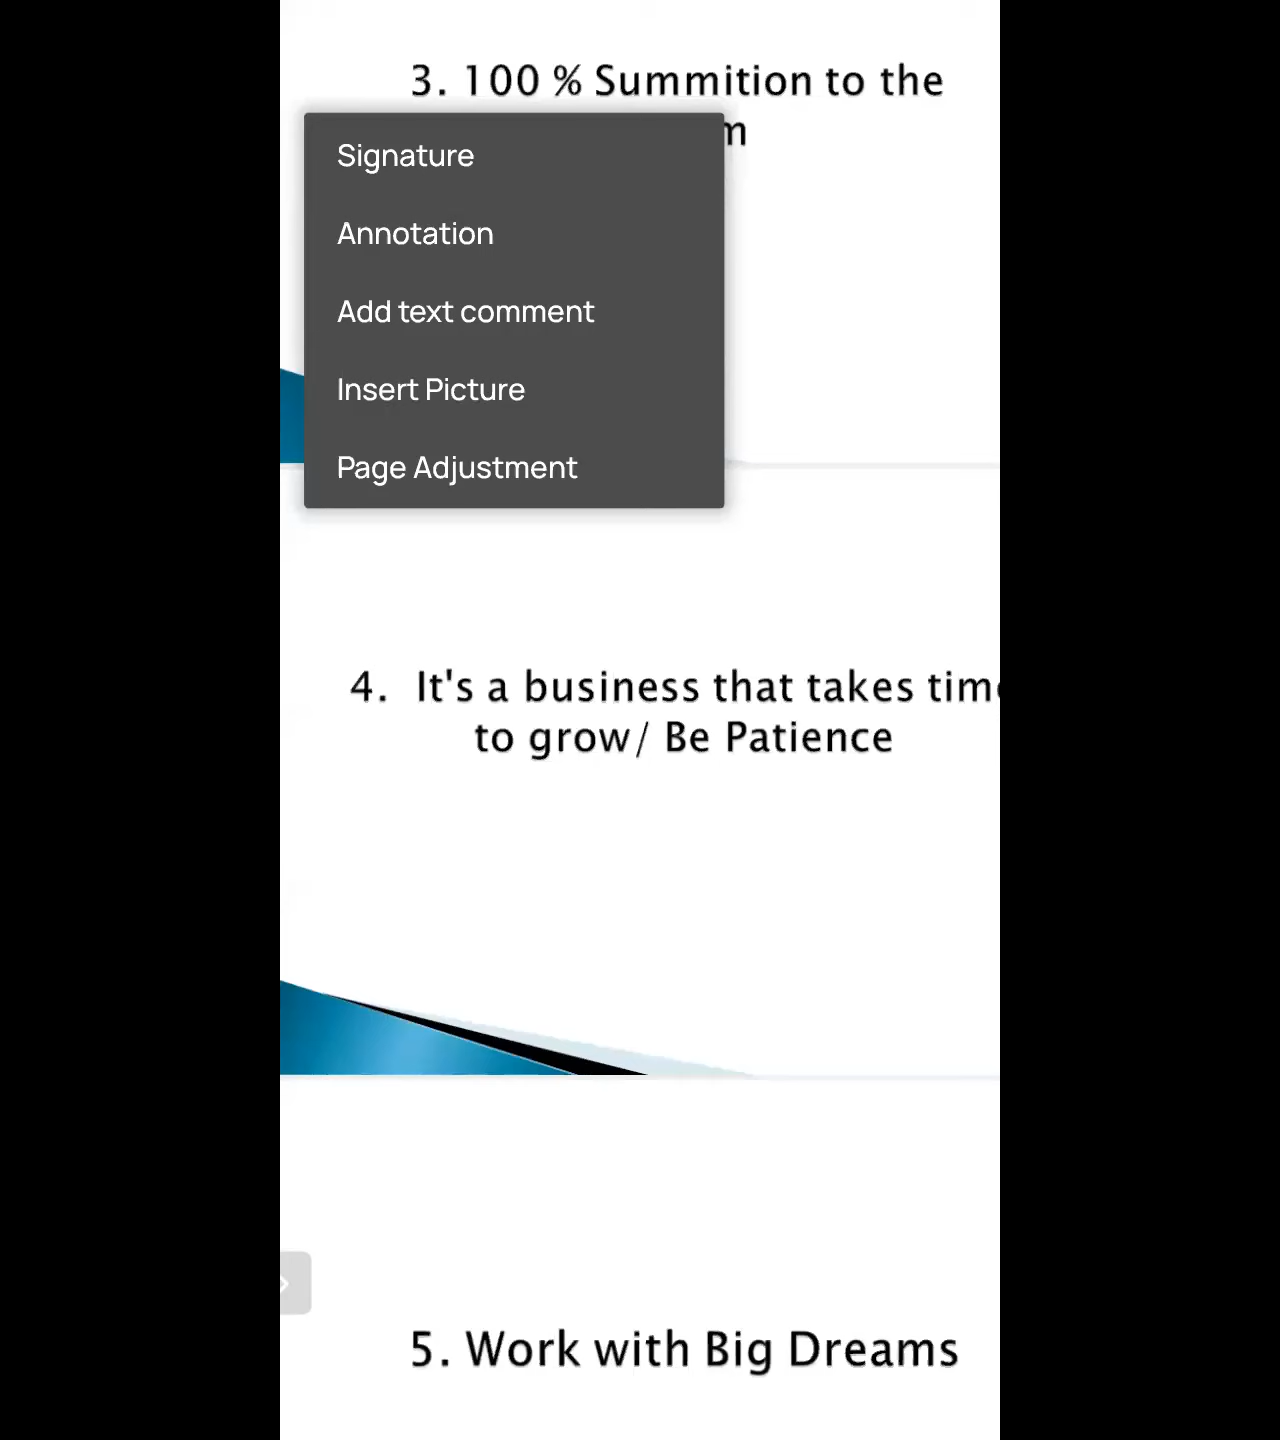 3. 100 % Summition to the
Signature
Annotation
Add text comment
Insert Picture
Page Adjustment
4. It's a business that takes
to grow/ Be Patience
5. Work with Big Dreams